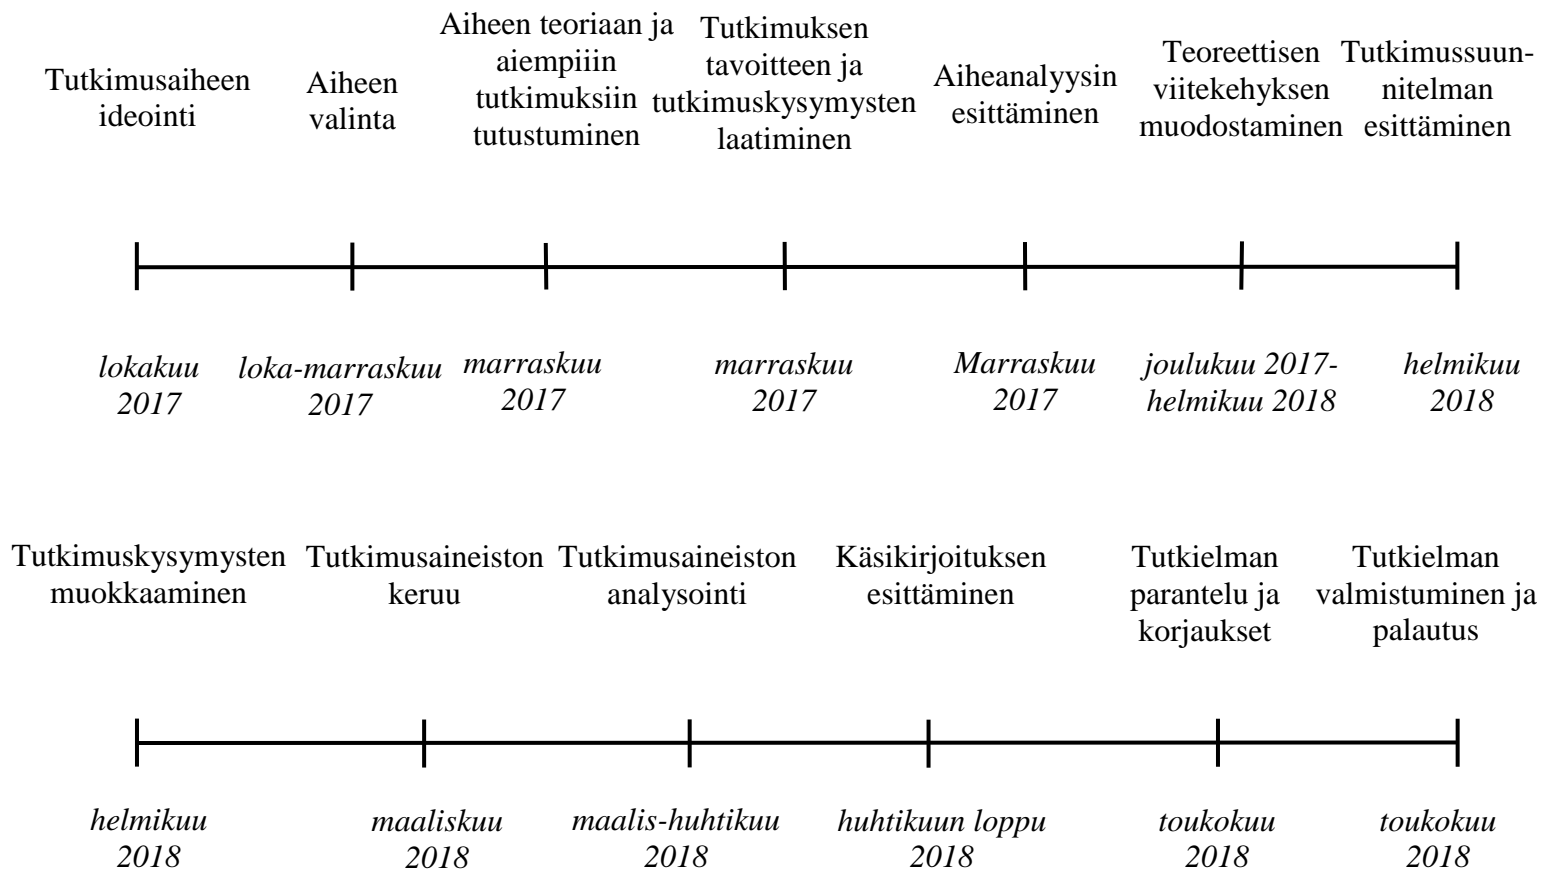 Tutkimusaiheen
ideointi
Aiheen
valinta
Aiheen teoriaan ja
aiempiin
tutkimuksiin
tutustuminen
Tutkimuksen
tavoitteen ja
tutkimuskysymysten
laatiminen
Aiheanalyysin
esittäminen
Teoreettisen
viitekehyksen
muodostaminen
Tutkimussuun-
nitelman
esittäminen
lokakuu
2017
loka-marraskuu
2017
marraskuu
2017
marraskuu
2017
Marraskuu
2017
joulukuu 2017-
helmikuu 2018
helmikuu
2018
Tutkimuskysymysten
muokkaaminen
Tutkimusaineiston
keruu
Tutkimusaineiston
analysointi
Käsikirjoituksen
esittäminen
Tutkielman
parantelu ja
korjaukset
Tutkielman
valmistuminen ja
palautus
helmikuu
2018
maaliskuu
2018
maalis-huhtikuu
2018
huhtikuun loppu
2018
toukokuu
2018
toukokuu
2018